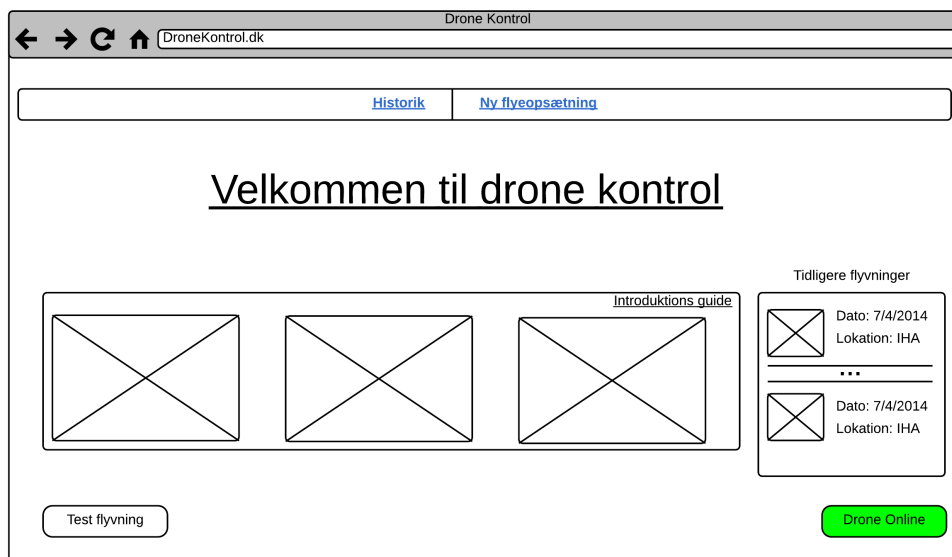 Drone Kontrol
DroneKontrol.dk
Historik
Ny flyeopsætning
Velkommen til drone kontrol
Tidligere flyvninger
Introduktions guide
Dato: 7/4/2014
Lokation: IHA
...
Dato: 7/4/2014
Lokation: IHA
Test flyvning
Drone Online